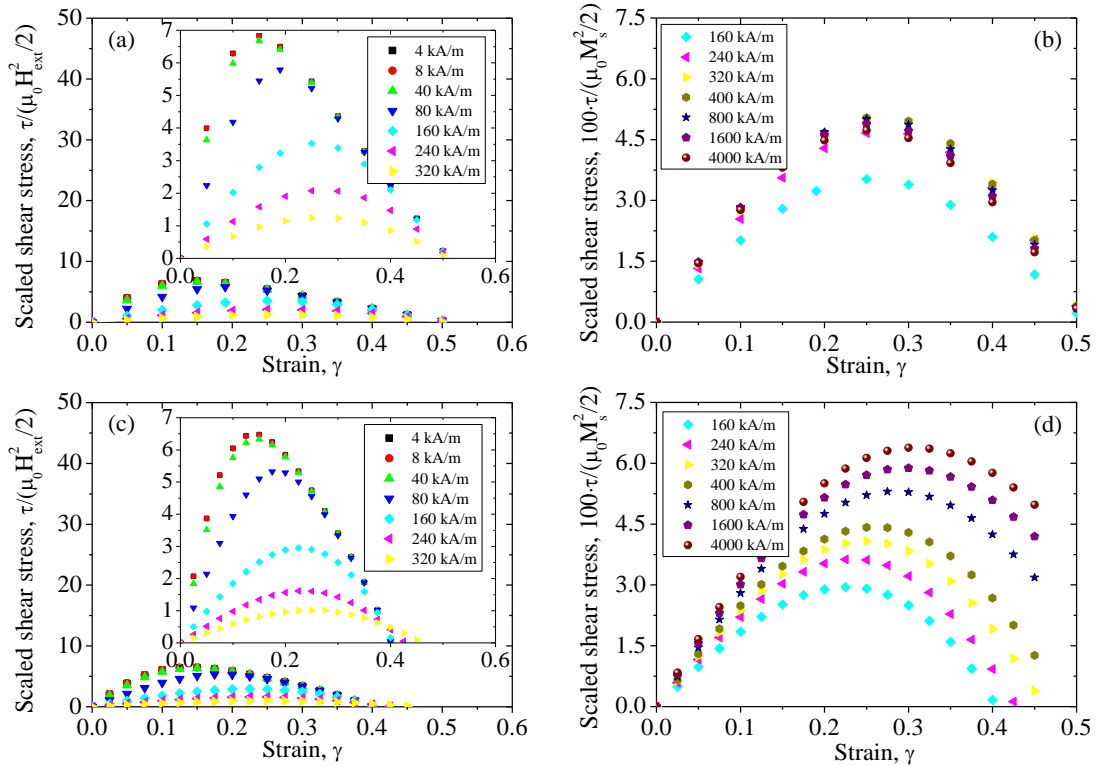 (a)
Scaled shear stress, τ/(μ₀H²ext/2)
50
40
30
20
10
0
0.0 0.1 0.2 0.3 0.4 0.5 0.6
Strain, γ
7
6
5
4
3
2
1
0
0.0 0.2 0.4 0.6
4 kA/m
8 kA/m
40 kA/m
80 kA/m
160 kA/m
240 kA/m
320 kA/m
(b)
Scaled shear stress, 100·τ/(μ₀M²s/2)
7.5
6.0
4.5
3.0
1.5
0.0
0.0 0.1 0.2 0.3 0.4 0.5
Strain, γ
160 kA/m
240 kA/m
320 kA/m
400 kA/m
800 kA/m
1600 kA/m
4000 kA/m
(c)
Scaled shear stress, τ/(μ₀H²ext/2)
50
40
30
20
10
0
0.0 0.1 0.2 0.3 0.4 0.5 0.6
Strain, γ
7
6
5
4
3
2
1
0
0.0 0.2 0.4 0.6
4 kA/m
8 kA/m
40 kA/m
80 kA/m
160 kA/m
240 kA/m
320 kA/m
(d)
Scaled shear stress, 100·τ/(μ₀M²s/2)
7.5
6.0
4.5
3.0
1.5
0.0
0.0 0.1 0.2 0.3 0.4 0.5
Strain, γ
160 kA/m
240 kA/m
320 kA/m
400 kA/m
800 kA/m
1600 kA/m
4000 kA/m